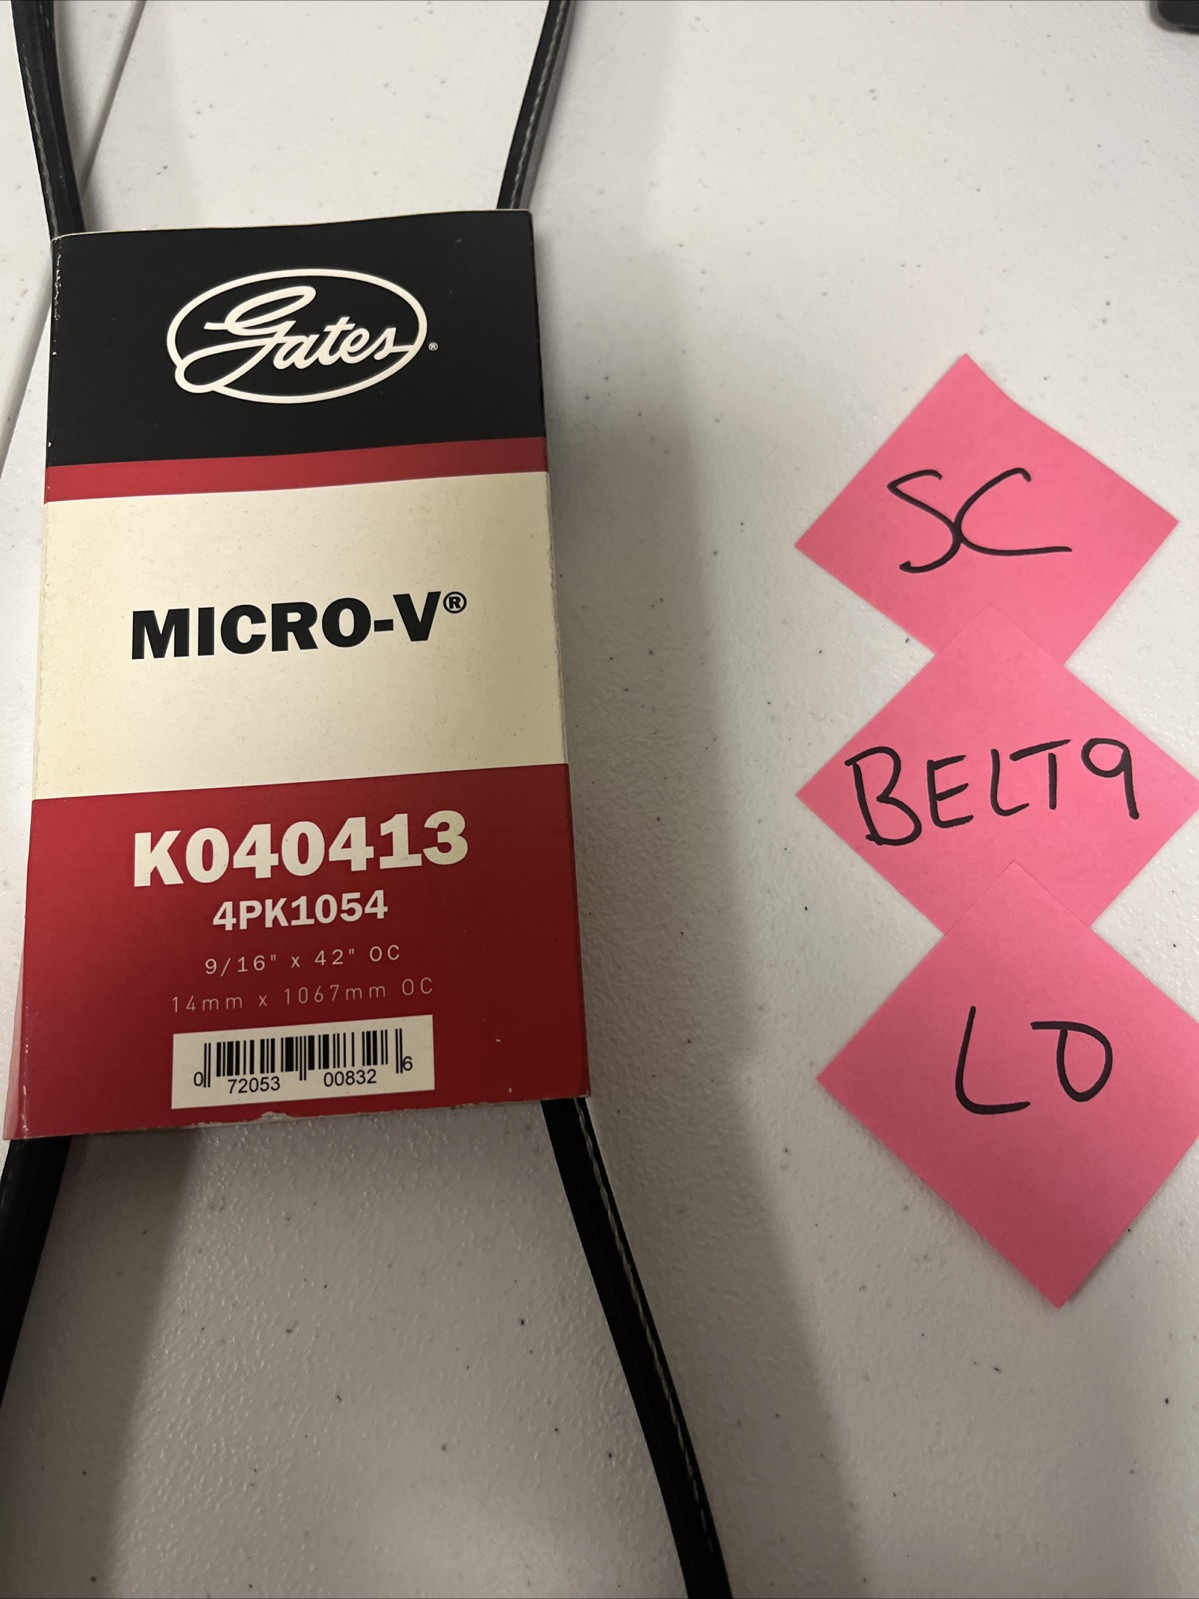 Gates®
MICRO-V®
K040413
4PK1054
9/16" x 42" OC
14mm x 1067mm OC
0 72053 00832 6
SC
BELT9
LO